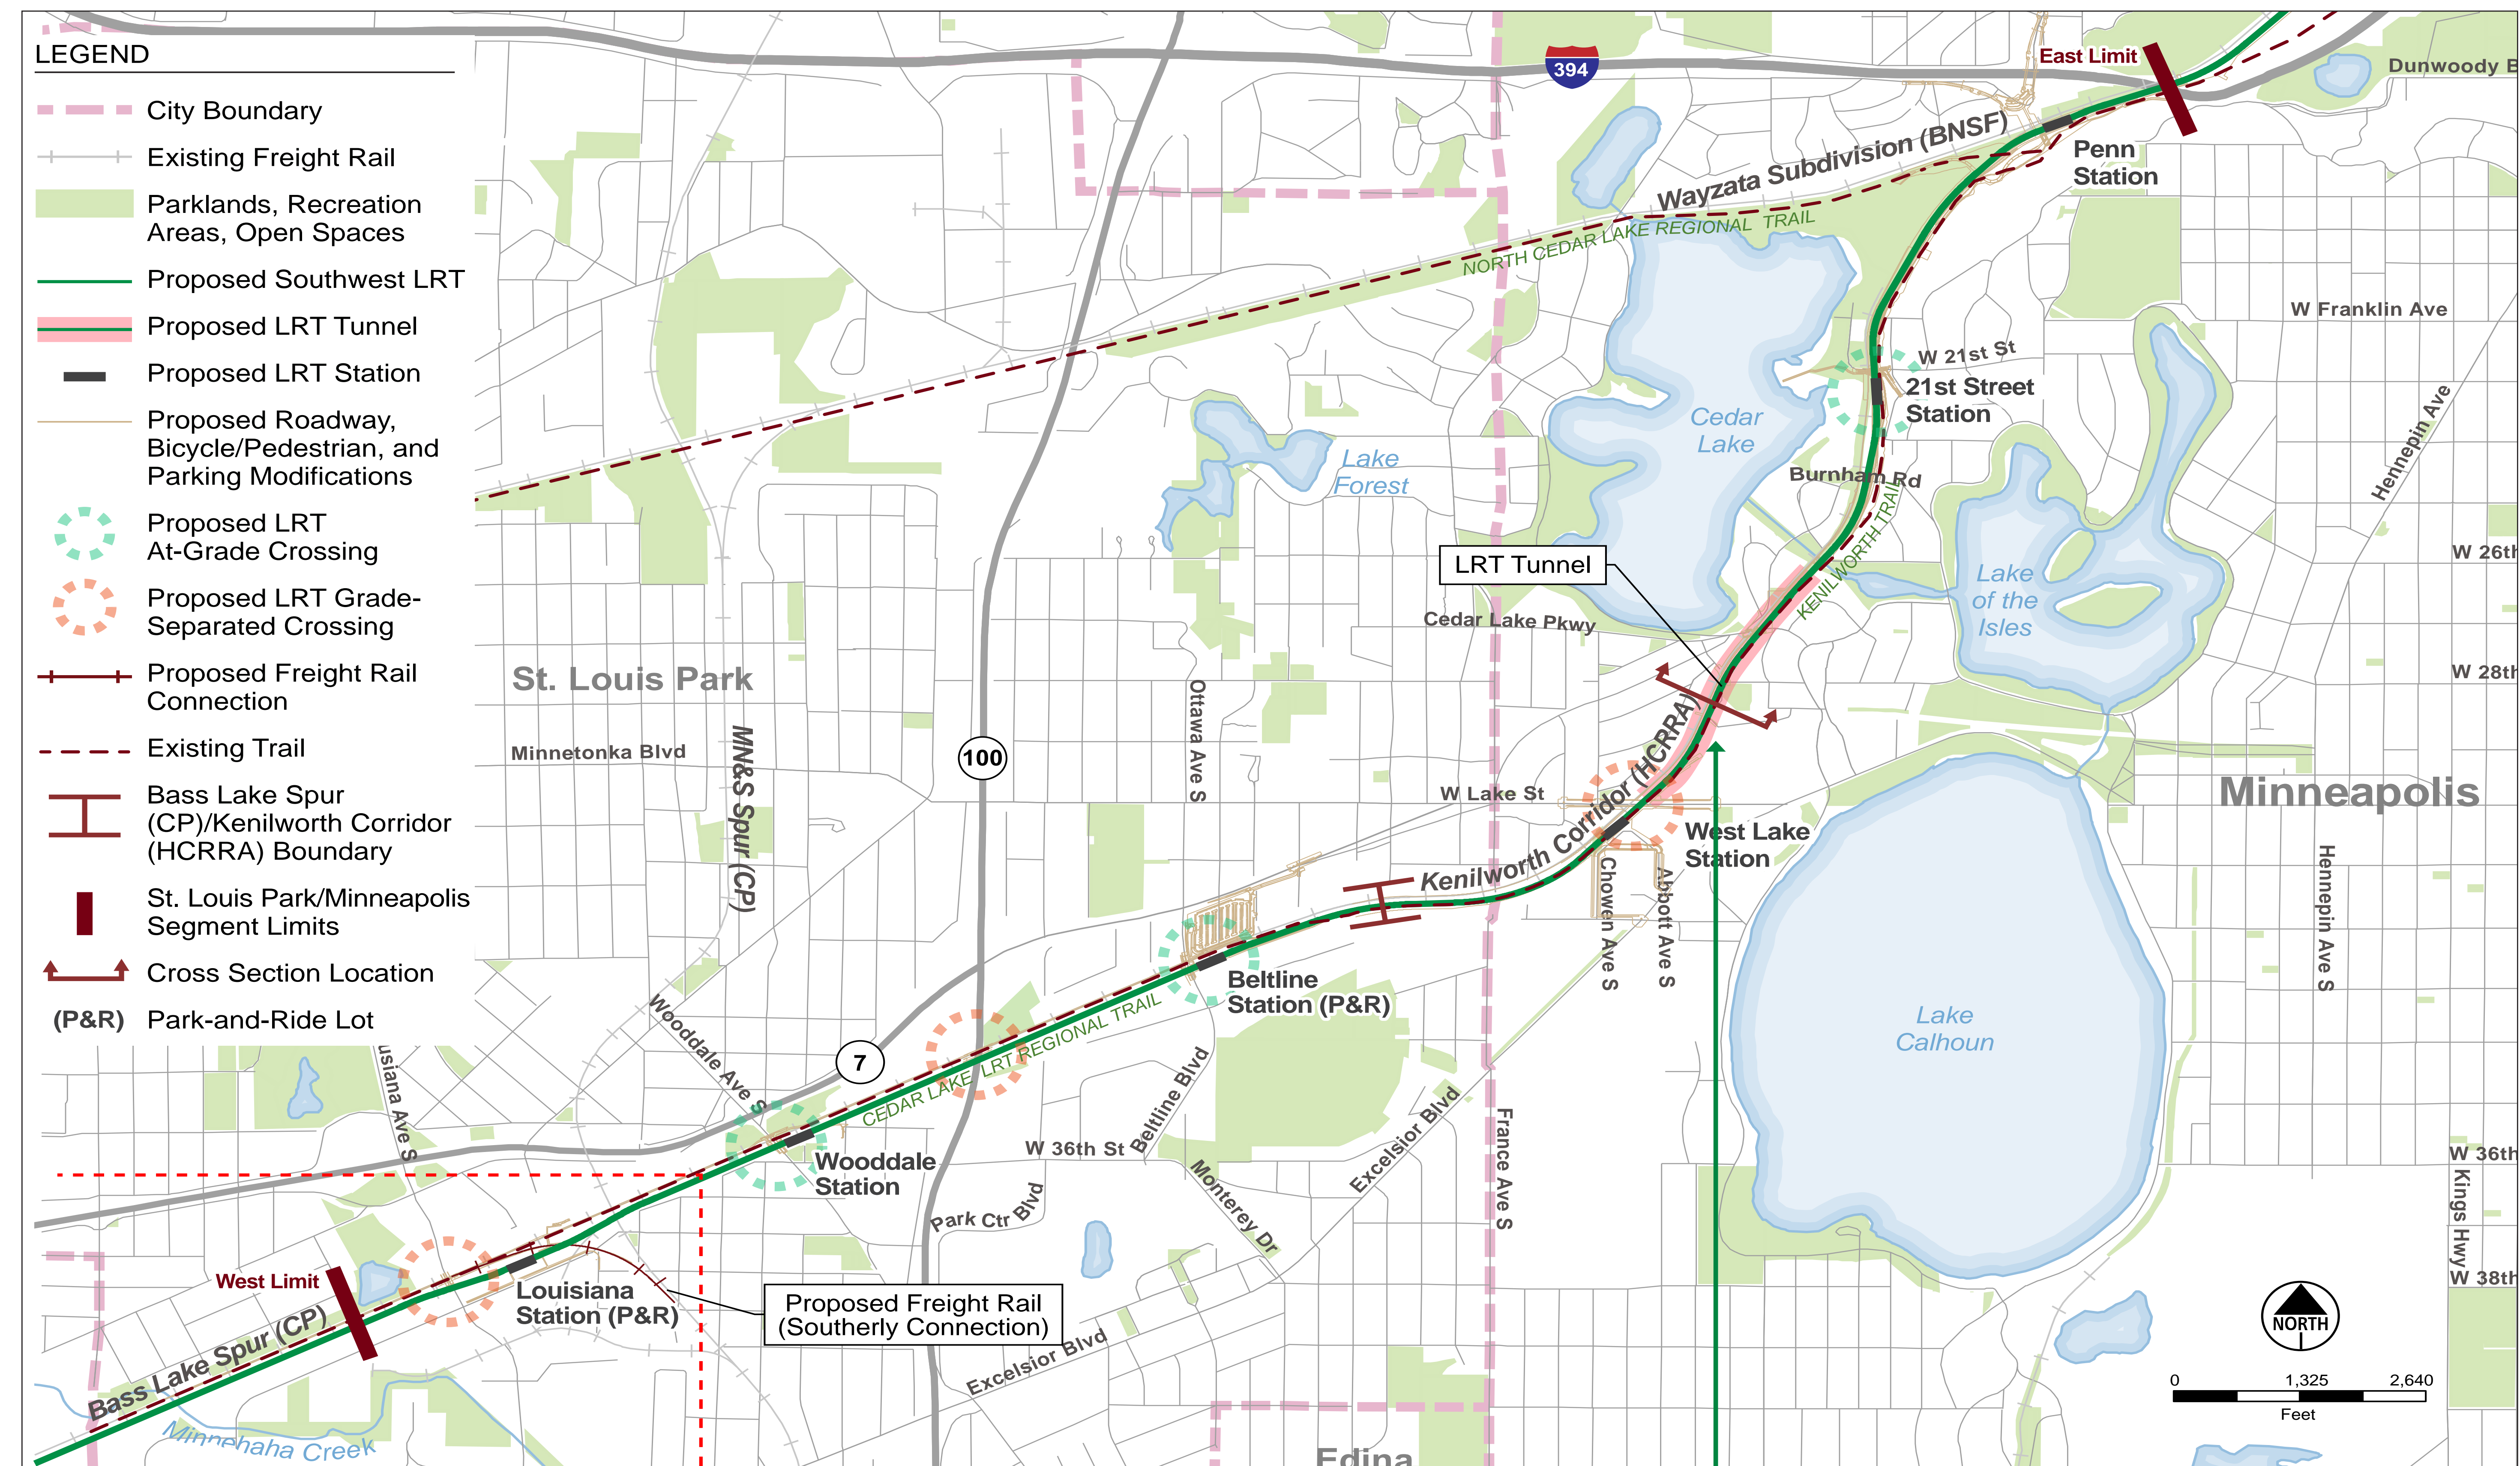 LEGEND
City Boundary
Existing Freight Rail
Parklands, Recreation
Areas, Open Spaces
Proposed Southwest LRT
Proposed LRT Tunnel
Proposed LRT Station
Proposed Roadway,
Bicycle/Pedestrian, and
Parking Modifications
Proposed LRT
At-Grade Crossing
Proposed LRT Grade-
Separated Crossing
Proposed Freight Rail
Connection
Existing Trail
Bass Lake Spur
(CP)/Kenilworth Corridor
(HCRRA) Boundary
St. Louis Park/Minneapolis
Segment Limits
Cross Section Location
(P&R) Park-and-Ride Lot
394
East Limit
Dunwoody B
Wayzata Subdivision (BNSF)
Penn
Station
NORTH CEDAR LAKE REGIONAL TRAIL
W Franklin Ave
W 21st St
21st Street
Station
Cedar
Lake
Hennepin Ave
Lake
Forest
Burnham Rd
KENILWORTH TRAIL
W 26th
LRT Tunnel
Lake
of the
Isles
Cedar Lake Pkwy
St. Louis Park
W 28th
Ottawa Ave S
Minnetonka Blvd
MN&S Spur (CP)
100
W Lake St
Kenilworth Corridor (HCRRA)
Minneapolis
West Lake
Station
Chowen Ave S
Abbott Ave S
Hennepin Ave S
Beltline
Station (P&R)
Wooddale Ave S
CEDAR LAKE LRT REGIONAL TRAIL
Lake
Calhoun
7
usiana Ave S
Beltline Blvd
W 36th St
Excelsior Blvd
France Ave S
W 36th
Wooddale
Station
Monterey Dr
Park Ctr Blvd
Kings Hwy
W 38th
West Limit
Louisiana
Station (P&R)
Proposed Freight Rail
(Southerly Connection)
NORTH
Bass Lake Spur (CP)
Excelsior Blvd
0 1,325 2,640
Feet
Minnehaha Creek
Edina